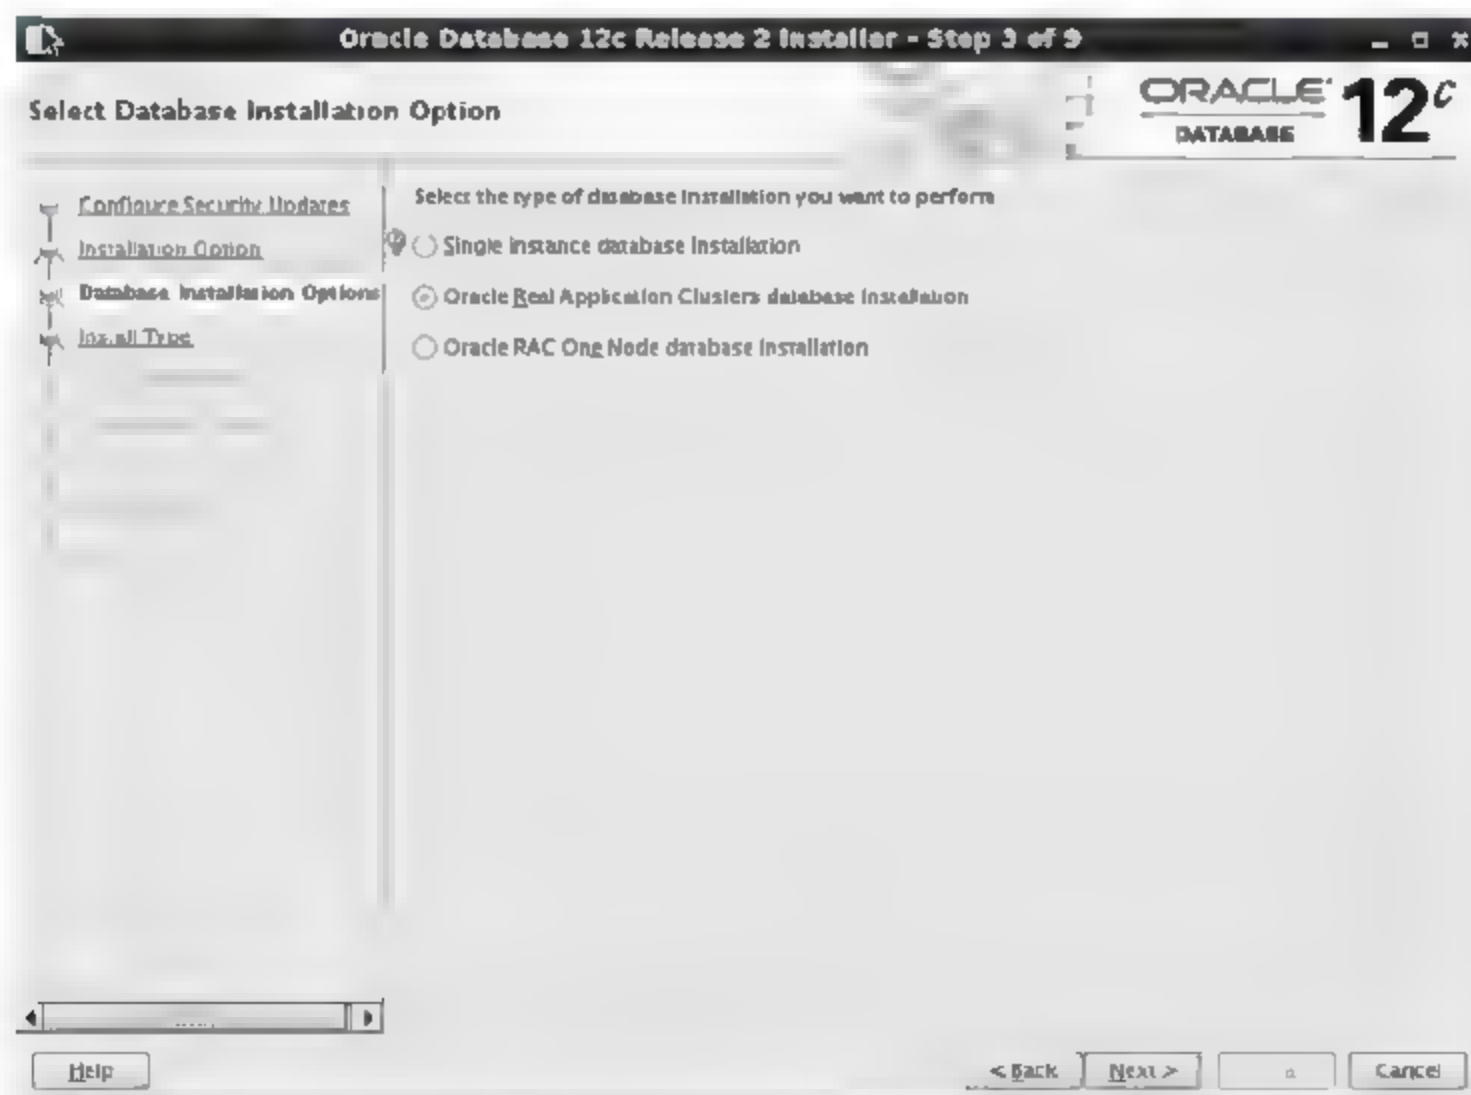 Oracle Database 12c Release 2 Installer - Step 3 of 9
Select Database Installation Option
ORACLE
DATABASE
12c
Configure Security Updates
Installation Option
Database Installation Options
Install Type
Select the type of database installation you want to perform
Single instance database installation
Oracle Real Application Clusters database installation
Oracle RAC One Node database installation
Help
< Back
Next >
Cancel